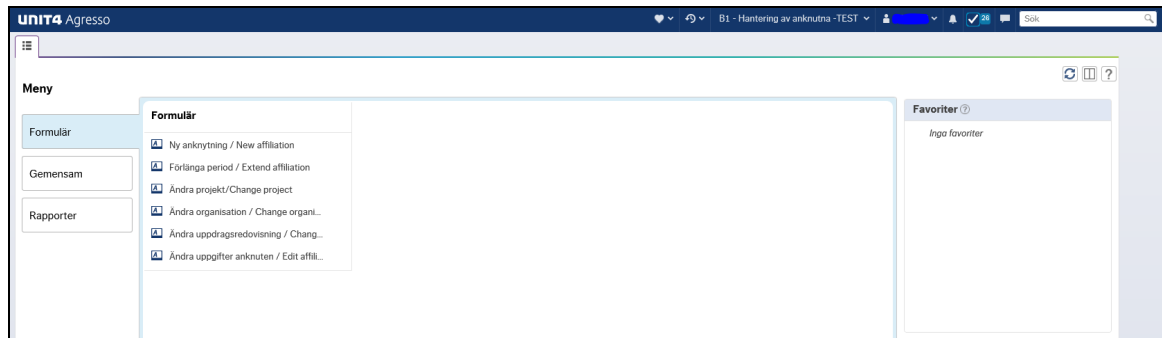 UNIT4 Agresso
B1 - Hantering av anknutna -TEST
26
Sök
Meny
Formulär
Gemensam
Rapporter
Formulär
Ny anknytning / New affiliation
Förlänga period / Extend affiliation
Ändra projekt/Change project
Ändra organisation / Change organi...
Ändra uppdragsredovisning / Chang...
Ändra uppgifter anknuten / Edit affili...
Favoriter ?
Inga favoriter